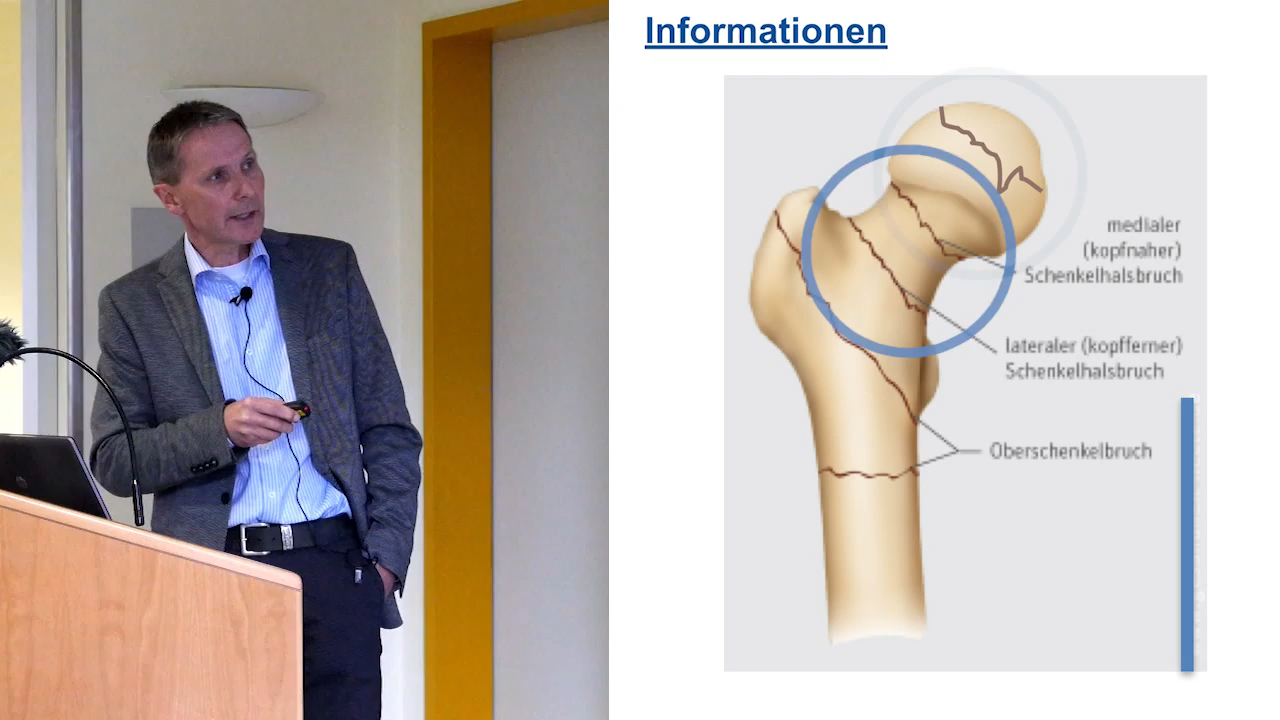 Informationen
medialer
(kopfnaher)
Schenkelhalsbruch
lateraler (kopfferner)
Schenkelhalsbruch
Oberschenkelbruch